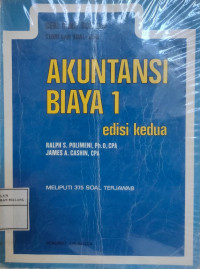 AKUNTANSI
BIAYA 1
edisi kedua
RALPH S. POLIMENI, Ph.D, CPA
JAMES A. CASHIN, CPA
MELIPUTI 315 SOAL TERJAWAB